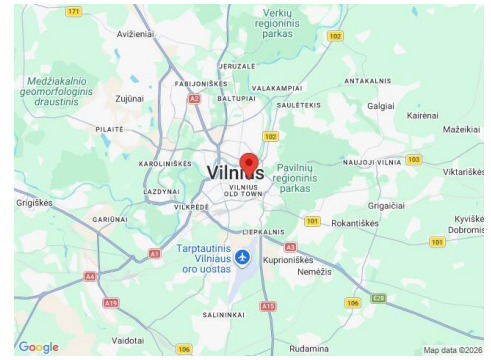 171
Verkių
regioninis
parkas
102
Avižieniai
JERUZALĖ
Medžiakalnio
geomorfologinis
draustinis
FABIJONIŠKĖS
VALAKAMPIAI
ANTAKALNIS
Zujūnai
A2
BALTUPIAI
SAULĖTEKIS
Galgiai
Kairėnai
PILAITĖ
102
Mažeikiai
KAROLINIŠKĖS
Vilnius
Pavilnių
regioninis
parkas
NAUJOJI VILNIA
103
Viktariškės
LAZDYNAI
VILNIUS
OLD TOWN
Grigiškės
VILKPĖDĖ
Grigaičiai
GARIŪNAI
101
Rokantiškės
Kyviškės
Dobromislė
LIEPKALNIS
A1
A3
101
Tarptautinis
Vilniaus
oro uostas
Kuprioniškės
Nemėžis
A4
A19
A15
106
E28
SALININKAI
Vaidotai
106
Rudamina
Google
Map data ©2026